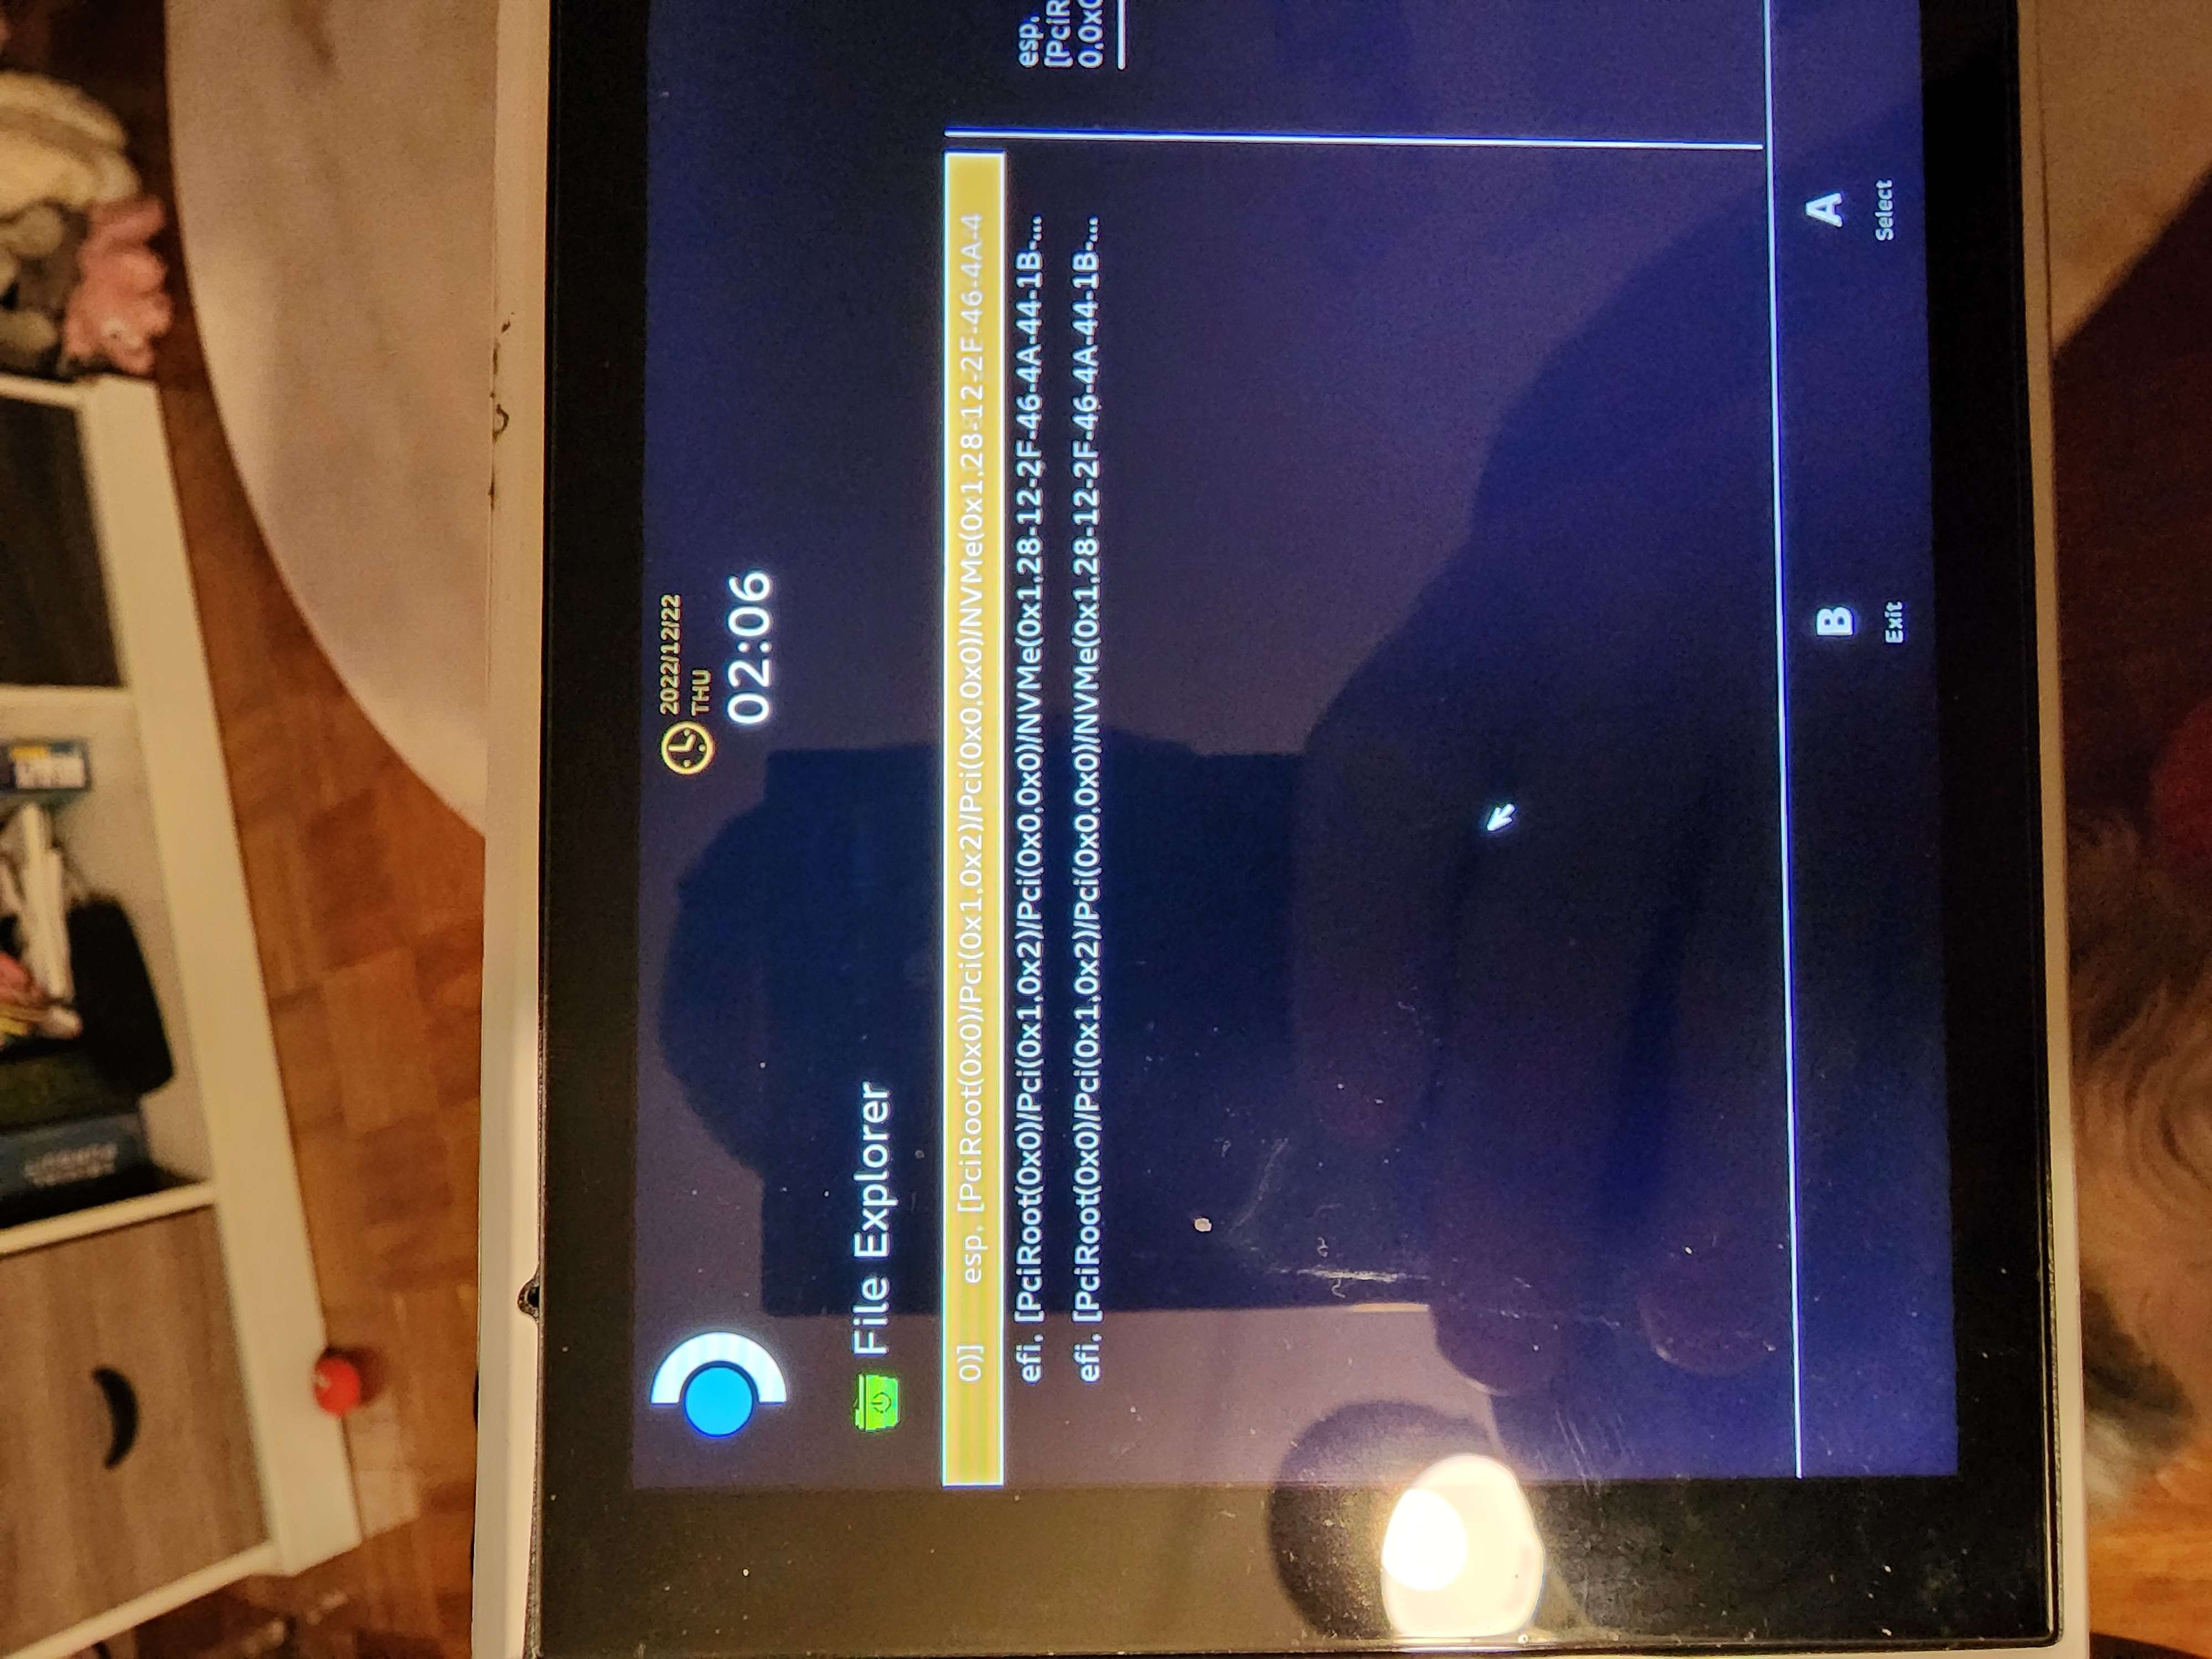 2022/12/22
THU
02:06
File Explorer
0)] esp, [PciRoot(0x0)/Pci(0x1,0x2)/Pci(0x0,0x0)/NVMe(0x1,28-12-2F-46-4A-4
efi, [PciRoot(0x0)/Pci(0x1,0x2)/Pci(0x0,0x0)/NVMe(0x1,28-12-2F-46-4A-44-1B-...
efi, [PciRoot(0x0)/Pci(0x1,0x2)/Pci(0x0,0x0)/NVMe(0x1,28-12-2F-46-4A-44-1B-...
esp,
[PciR
0,0x0
B
Exit
A
Select